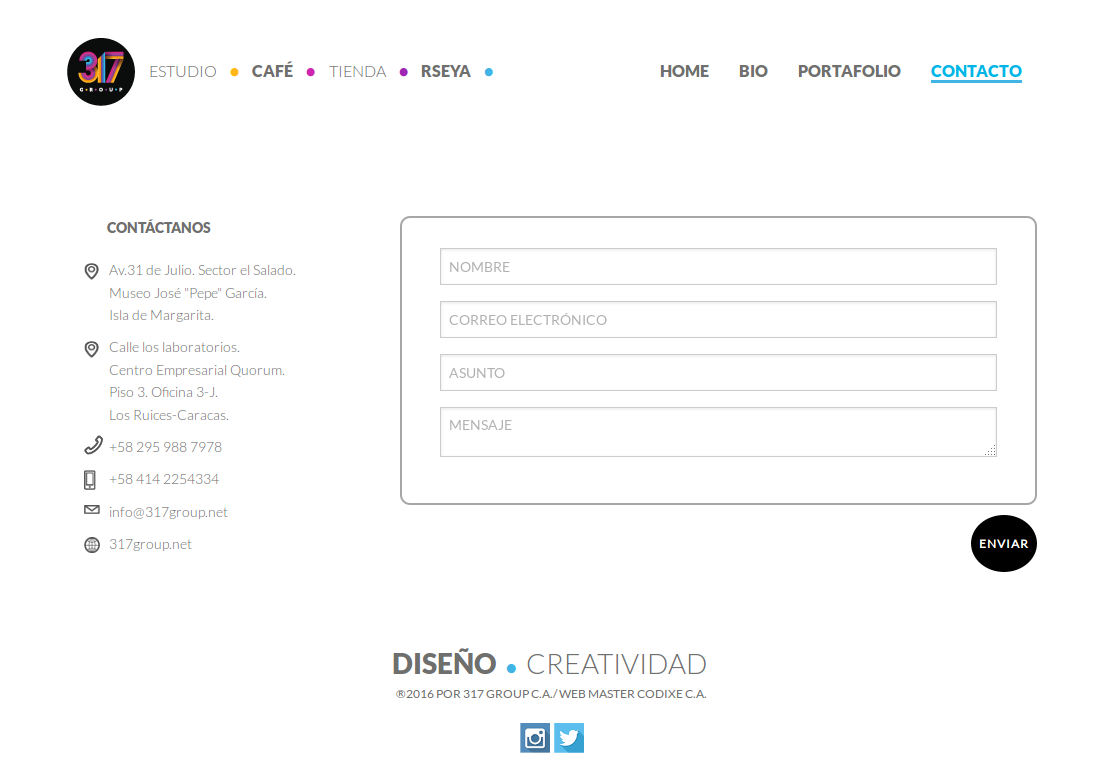 317
G•R•O•U•P
ESTUDIO • CAFÉ • TIENDA • RSEYA •
HOME BIO PORTAFOLIO CONTACTO
CONTÁCTANOS
Av.31 de Julio. Sector el Salado.
Museo José "Pepe" García.
Isla de Margarita.
Calle los laboratorios.
Centro Empresarial Quorum.
Piso 3. Oficina 3-J.
Los Ruices-Caracas.
+58 295 988 7978
+58 414 2254334
info@317group.net
317group.net
NOMBRE
CORREO ELECTRÓNICO
ASUNTO
MENSAJE
ENVIAR
DISEÑO • CREATIVIDAD
®2016 POR 317 GROUP C.A./ WEB MASTER CODIXE C.A.